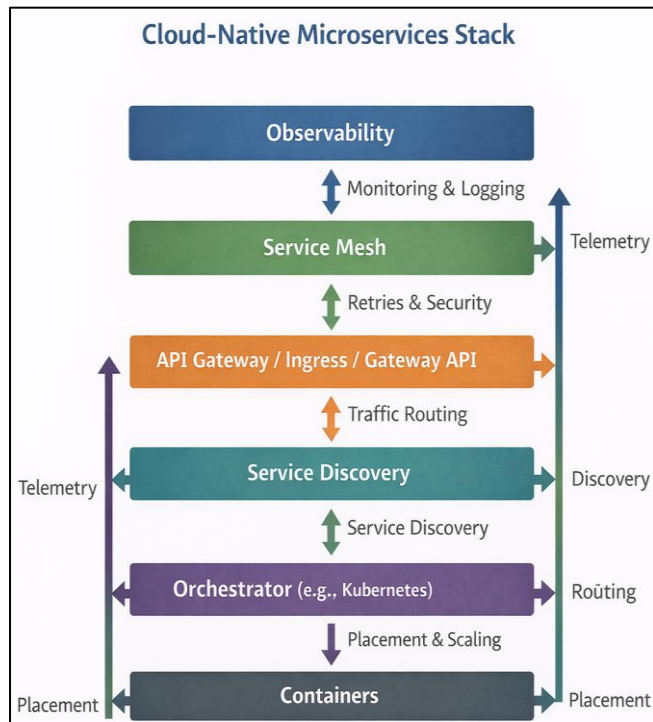 Cloud-Native Microservices Stack
Observability
Monitoring & Logging
Service Mesh
Telemetry
Retries & Security
API Gateway / Ingress / Gateway API
Traffic Routing
Telemetry
Service Discovery
Discovery
Service Discovery
Orchestrator (e.g., Kubernetes)
Roūting
Placement & Scaling
Placement
Containers
Placement